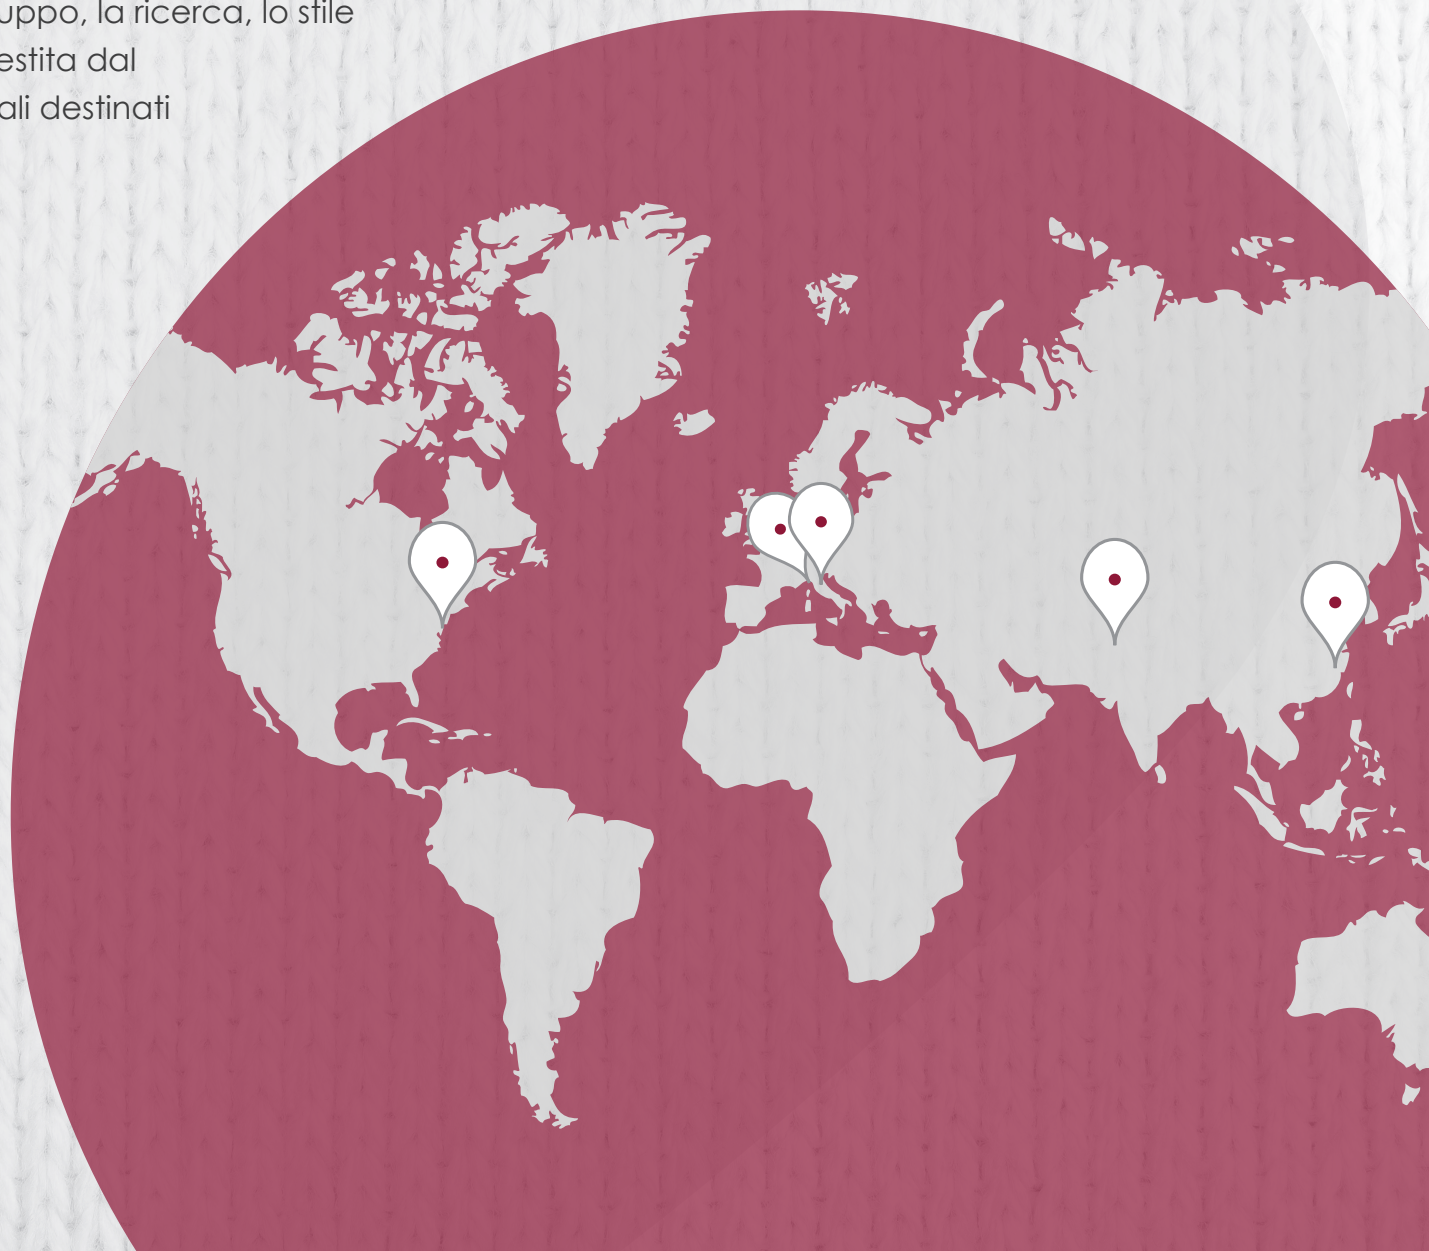 uppo, la ricerca, lo stile
estita dal
ali destinati